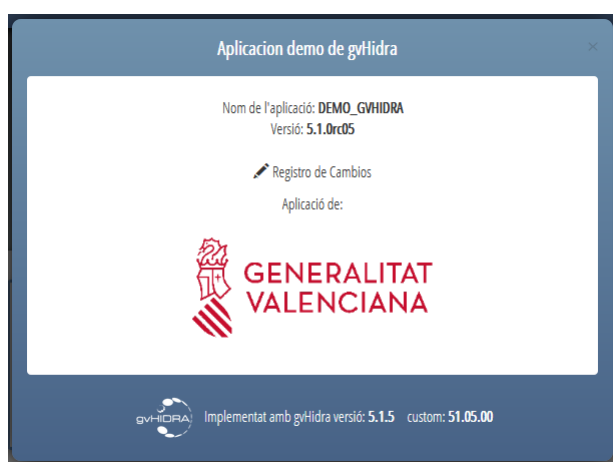 Aplicacion demo de gvHidra
×
Nom de l'aplicació: DEMO_GVHIDRA
Versió: 5.1.0rc05
Registro de Cambios
Aplicació de:
GENERALITAT
VALENCIANA
gvHIDRA Implementat amb gvHidra versió: 5.1.5 custom: 51.05.00